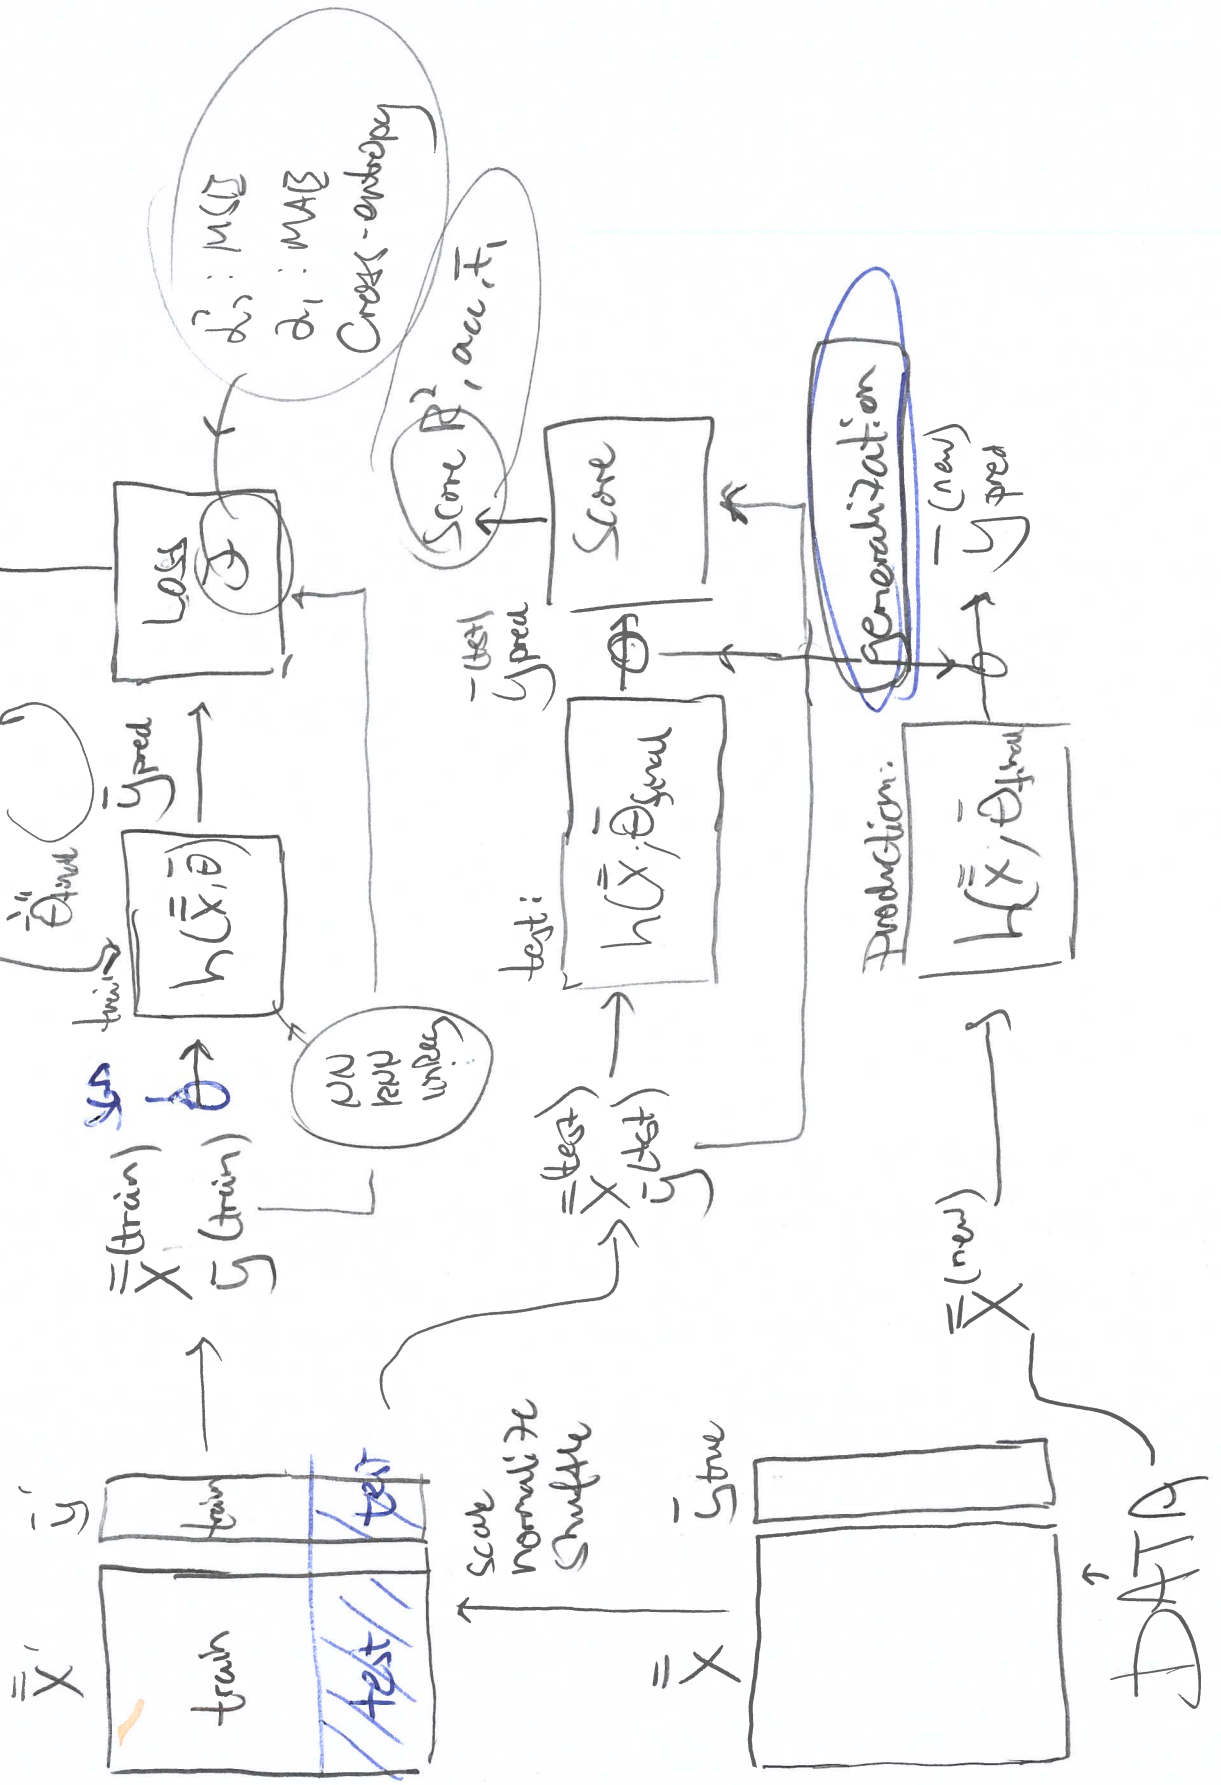 X̿'
ȳ'
train
train
test
test
X̿^(train)
ȳ^(train)
train
h(X̿, θ̄)
θ̄final
ȳpred
Loss
J
L2 : MSE
L1 : MAE
Cross-entropy
NN
KNN
scale
normalize
shuffle
X̿^(test)
ȳ^(test)
test:
h(X̿; θ̄final)
ȳpred^(test)
Score
Score R², acc, F1
X̿
ȳtrue
DATA
X̿^(new)
Production:
h(X̿; θ̄final)
generalization
ȳpred^(new)